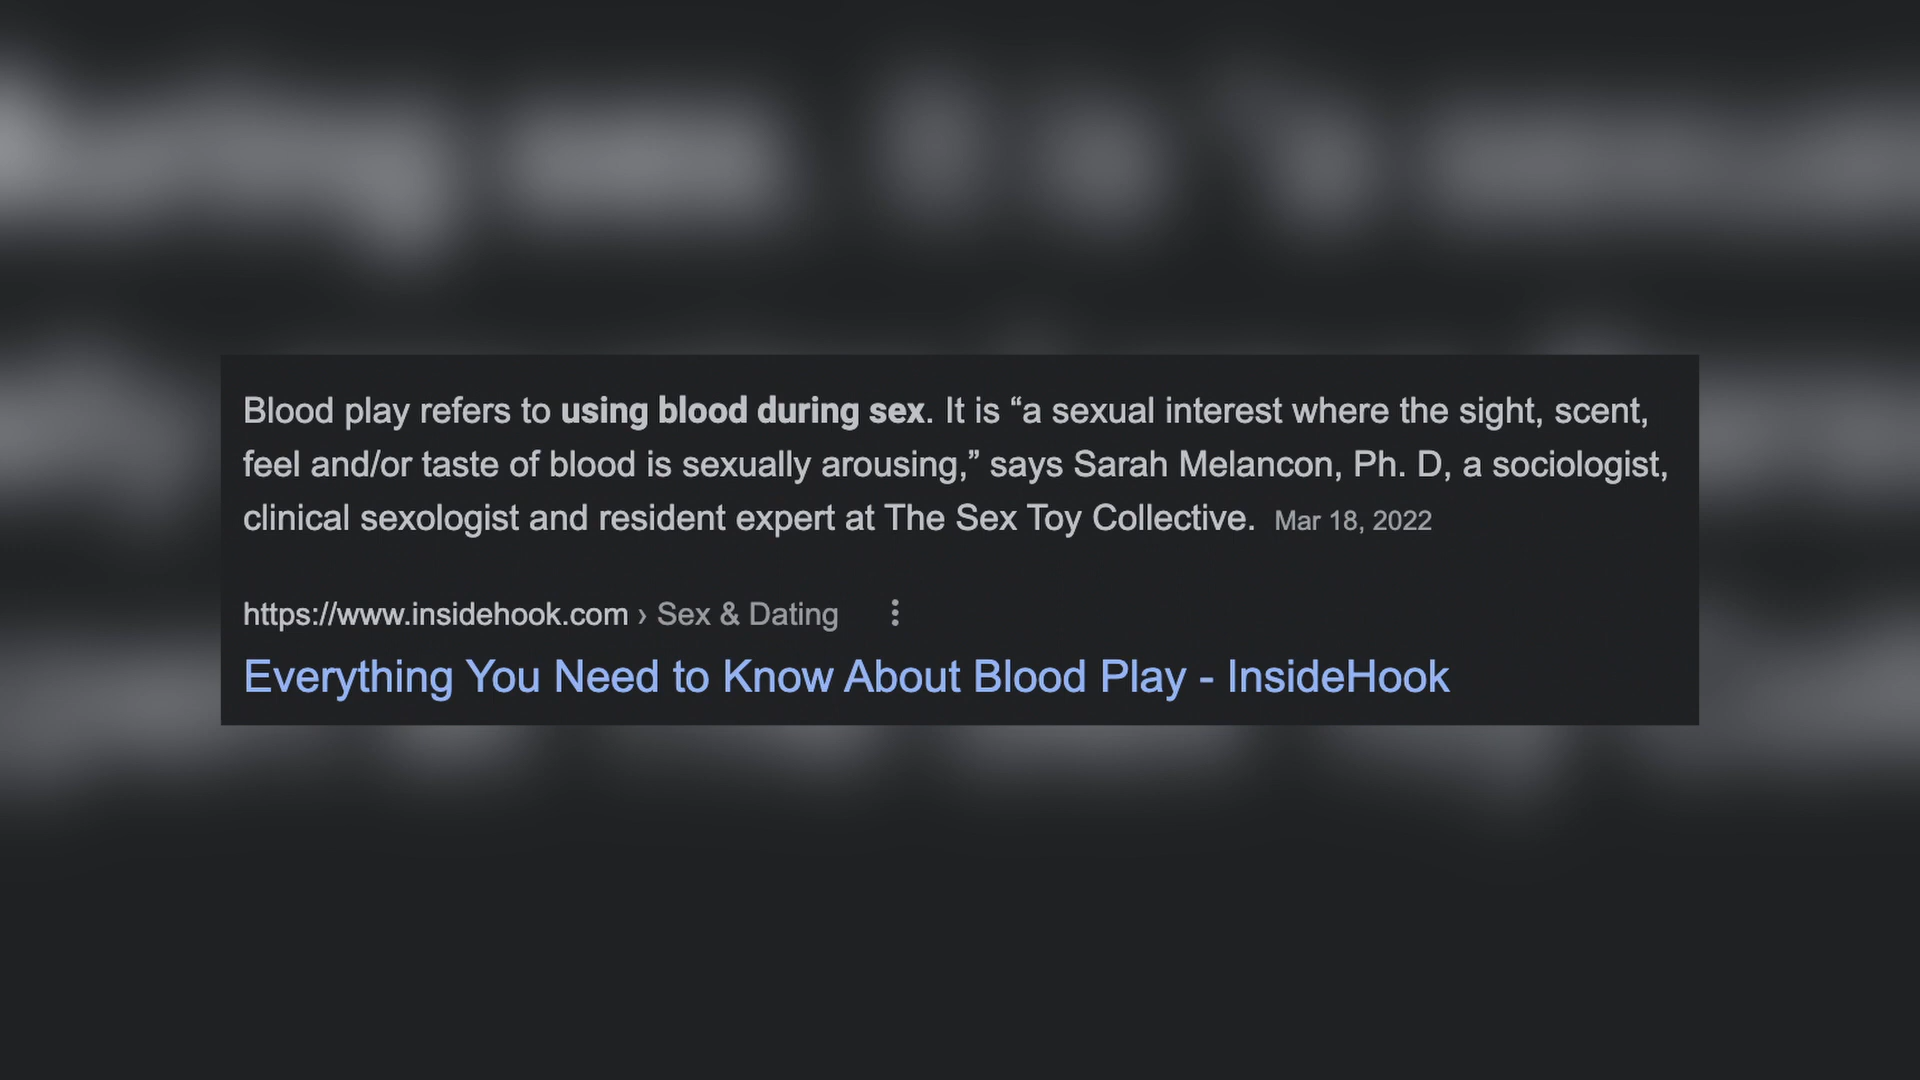 Blood play refers to using blood during sex. It is “a sexual interest where the sight, scent,
feel and/or taste of blood is sexually arousing,” says Sarah Melancon, Ph. D, a sociologist,
clinical sexologist and resident expert at The Sex Toy Collective. Mar 18, 2022
https://www.insidehook.com › Sex & Dating
Everything You Need to Know About Blood Play - InsideHook